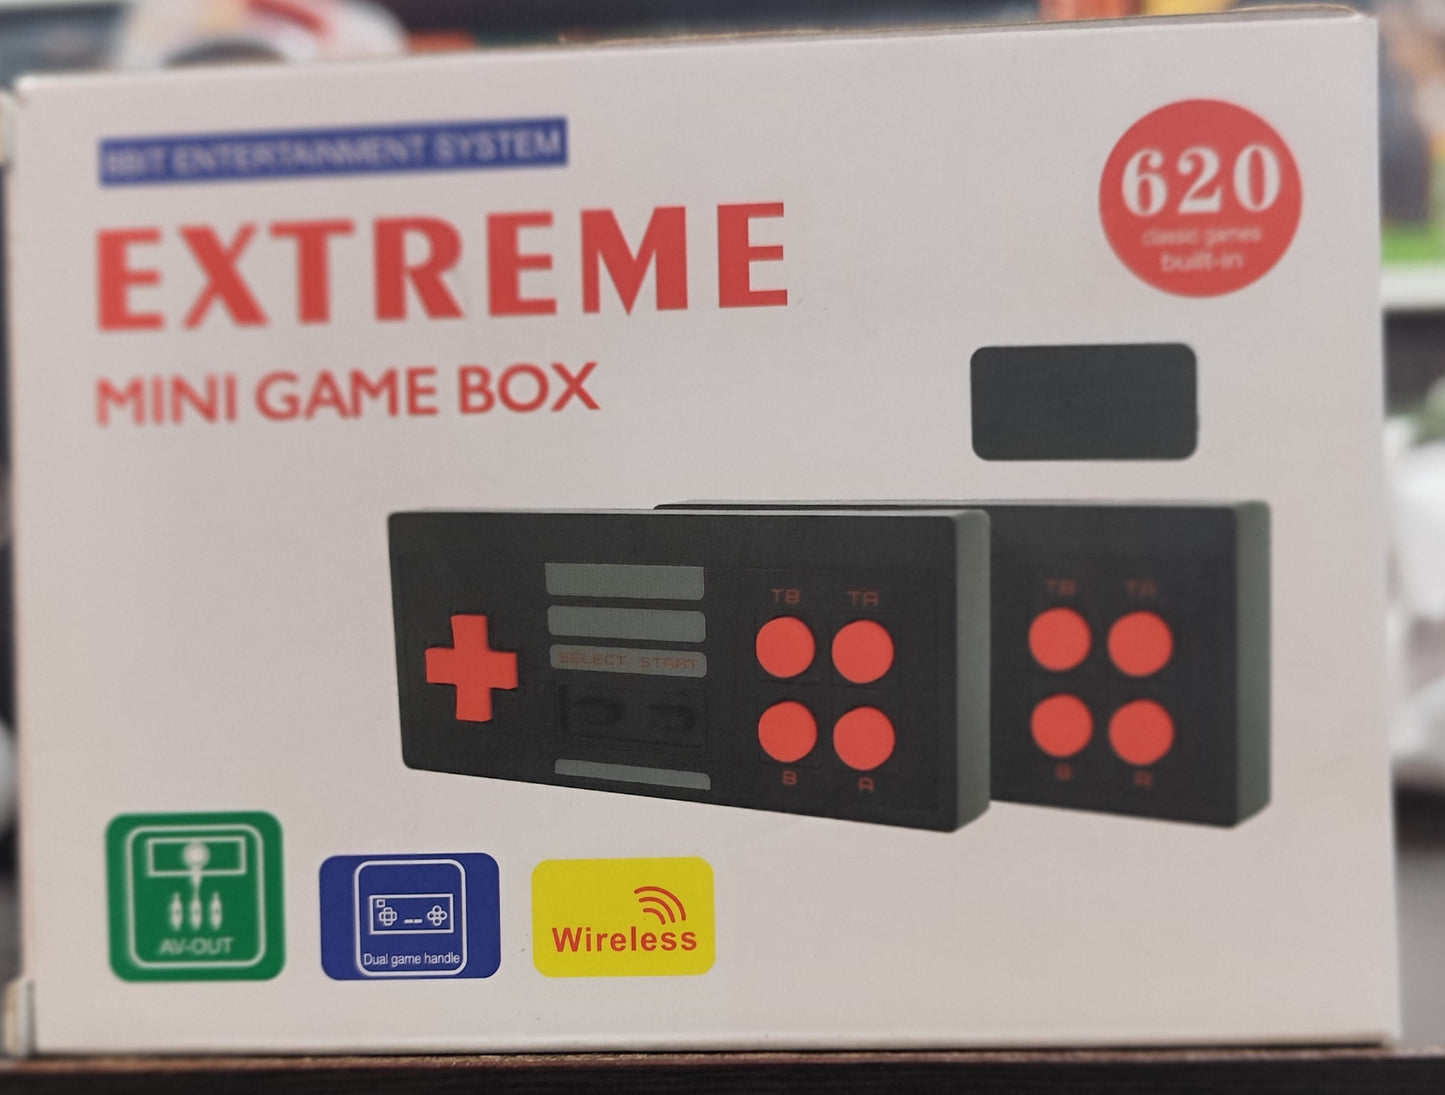 8BIT ENTERTAINMENT SYSTEM
EXTREME
MINI GAME BOX
620
classic games
built-in
TB TA
SELECT START
B A
TB TA
B A
AV-OUT
Dual game handle
Wireless